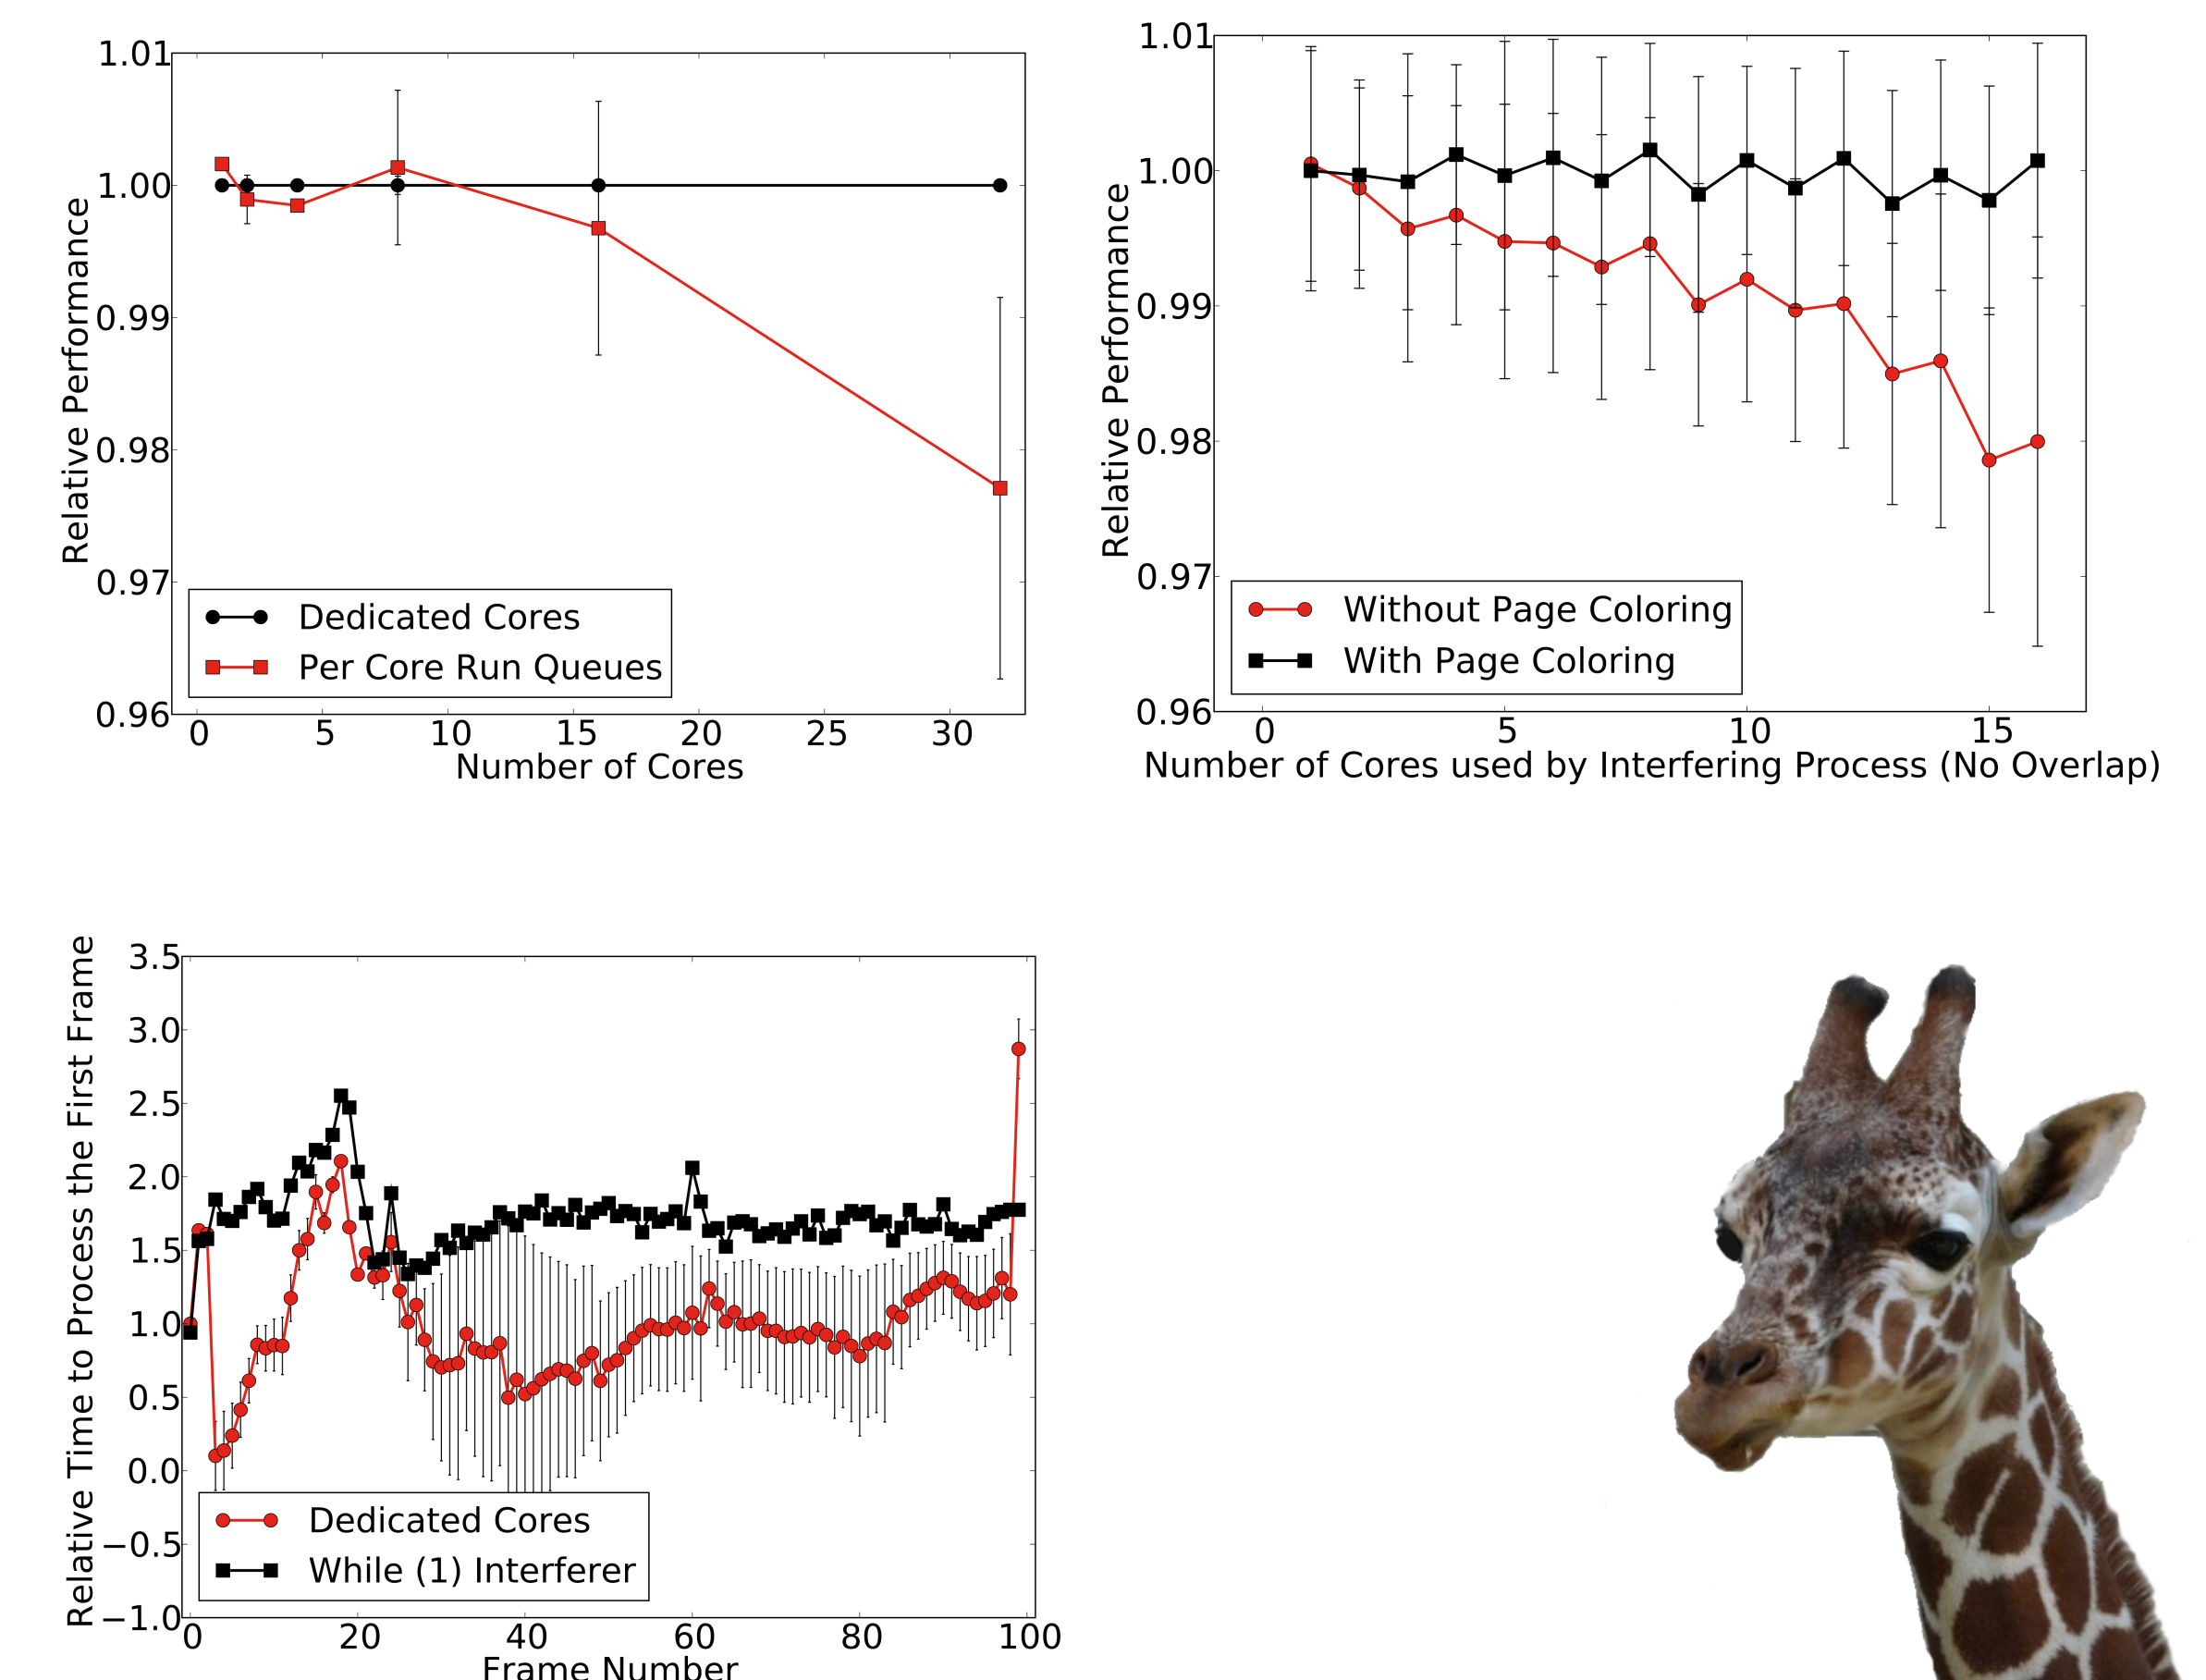 1.01
1.00
0.99
0.98
0.97
0.96
Relative Performance
Dedicated Cores
Per Core Run Queues
0 5 10 15 20 25 30
Number of Cores
1.01
1.00
0.99
0.98
0.97
0.96
Relative Performance
Without Page Coloring
With Page Coloring
0 5 10 15
Number of Cores used by Interfering Process (No Overlap)
3.5
3.0
2.5
2.0
1.5
1.0
0.5
0.0
−0.5
−1.0
Relative Time to Process the First Frame
Dedicated Cores
While (1) Interferer
0 20 40 60 80 100
Frame Number